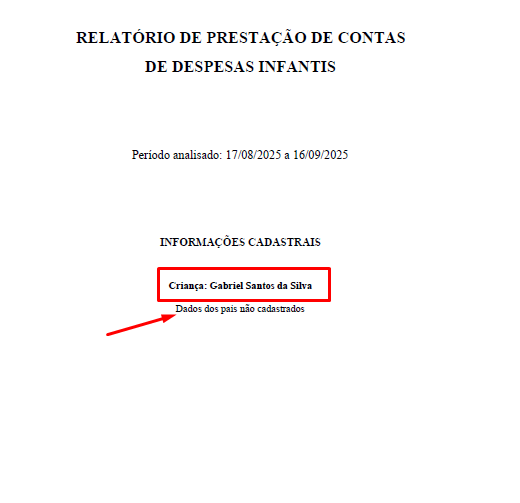 RELATÓRIO DE PRESTAÇÃO DE CONTAS
DE DESPESAS INFANTIS
Período analisado: 17/08/2025 a 16/09/2025
INFORMAÇÕES CADASTRAIS
Criança: Gabriel Santos da Silva
Dados dos pais não cadastrados